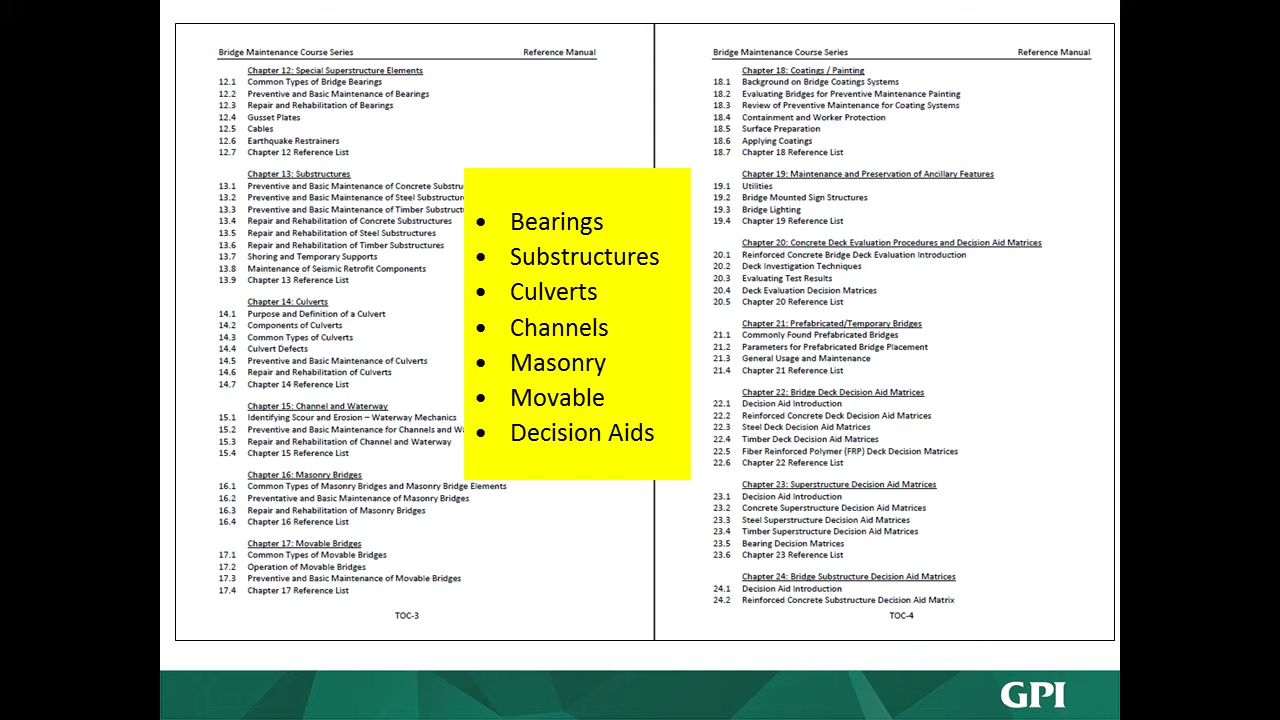 Bridge Maintenance Course Series Reference Manual
Chapter 12: Special Superstructure Elements
12.1 Common Types of Bridge Bearings
12.2 Preventive and Basic Maintenance of Bearings
12.3 Repair and Rehabilitation of Bearings
12.4 Gusset Plates
12.5 Cables
12.6 Earthquake Restrainers
12.7 Chapter 12 Reference List
Chapter 13: Substructures
13.1 Preventive and Basic Maintenance of Concrete Substru
13.2 Preventive and Basic Maintenance of Steel Substructure
13.3 Preventive and Basic Maintenance of Timber Substruct
13.4 Repair and Rehabilitation of Concrete Substructures
13.5 Repair and Rehabilitation of Steel Substructures
13.6 Repair and Rehabilitation of Timber Substructures
13.7 Shoring and Temporary Supports
13.8 Maintenance of Seismic Retrofit Components
13.9 Chapter 13 Reference List
Chapter 14: Culverts
14.1 Purpose and Definition of a Culvert
14.2 Components of Culverts
14.3 Common Types of Culverts
14.4 Culvert Defects
14.5 Preventive and Basic Maintenance of Culverts
14.6 Repair and Rehabilitation of Culverts
14.7 Chapter 14 Reference List
Chapter 15: Channel and Waterway
15.1 Identifying Scour and Erosion – Waterway Mechanics
15.2 Preventive and Basic Maintenance for Channels and Wa
15.3 Repair and Rehabilitation of Channel and Waterway
15.4 Chapter 15 Reference List
Chapter 16: Masonry Bridges
16.1 Common Types of Masonry Bridges and Masonry Bridge Elements
16.2 Preventative and Basic Maintenance of Masonry Bridges
16.3 Repair and Rehabilitation of Masonry Bridges
16.4 Chapter 16 Reference List
Chapter 17: Movable Bridges
17.1 Common Types of Movable Bridges
17.2 Operation of Movable Bridges
17.3 Preventive and Basic Maintenance of Movable Bridges
17.4 Chapter 17 Reference List
TOC-3
• Bearings
• Substructures
• Culverts
• Channels
• Masonry
• Movable
• Decision Aids
Bridge Maintenance Course Series Reference Manual
Chapter 18: Coatings / Painting
18.1 Background on Bridge Coatings Systems
18.2 Evaluating Bridges for Preventive Maintenance Painting
18.3 Review of Preventive Maintenance for Coating Systems
18.4 Containment and Worker Protection
18.5 Surface Preparation
18.6 Applying Coatings
18.7 Chapter 18 Reference List
Chapter 19: Maintenance and Preservation of Ancillary Features
19.1 Utilities
19.2 Bridge Mounted Sign Structures
19.3 Bridge Lighting
19.4 Chapter 19 Reference List
Chapter 20: Concrete Deck Evaluation Procedures and Decision Aid Matrices
20.1 Reinforced Concrete Bridge Deck Evaluation Introduction
20.2 Deck Investigation Techniques
20.3 Evaluating Test Results
20.4 Deck Evaluation Decision Matrices
20.5 Chapter 20 Reference List
Chapter 21: Prefabricated/Temporary Bridges
21.1 Commonly Found Prefabricated Bridges
21.2 Parameters for Prefabricated Bridge Placement
21.3 General Usage and Maintenance
21.4 Chapter 21 Reference List
Chapter 22: Bridge Deck Decision Aid Matrices
22.1 Decision Aid Introduction
22.2 Reinforced Concrete Deck Decision Aid Matrices
22.3 Steel Deck Decision Aid Matrices
22.4 Timber Deck Decision Aid Matrices
22.5 Fiber Reinforced Polymer (FRP) Deck Decision Matrices
22.6 Chapter 22 Reference List
Chapter 23: Superstructure Decision Aid Matrices
23.1 Decision Aid Introduction
23.2 Concrete Superstructure Decision Aid Matrices
23.3 Steel Superstructure Decision Aid Matrices
23.4 Timber Superstructure Decision Aid Matrices
23.5 Bearing Decision Matrices
23.6 Chapter 23 Reference List
Chapter 24: Bridge Substructure Decision Aid Matrices
24.1 Decision Aid Introduction
24.2 Reinforced Concrete Substructure Decision Aid Matrix
TOC-4
GPI